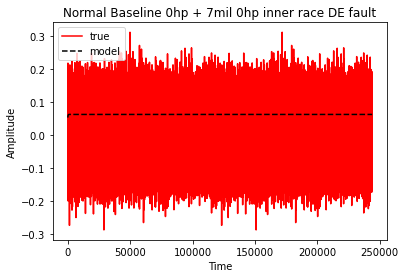 Normal Baseline 0hp + 7mil 0hp inner race DE fault
true
model
Amplitude
0.3
0.2
0.1
0.0
−0.1
−0.2
−0.3
0
50000
100000
150000
200000
250000
Time